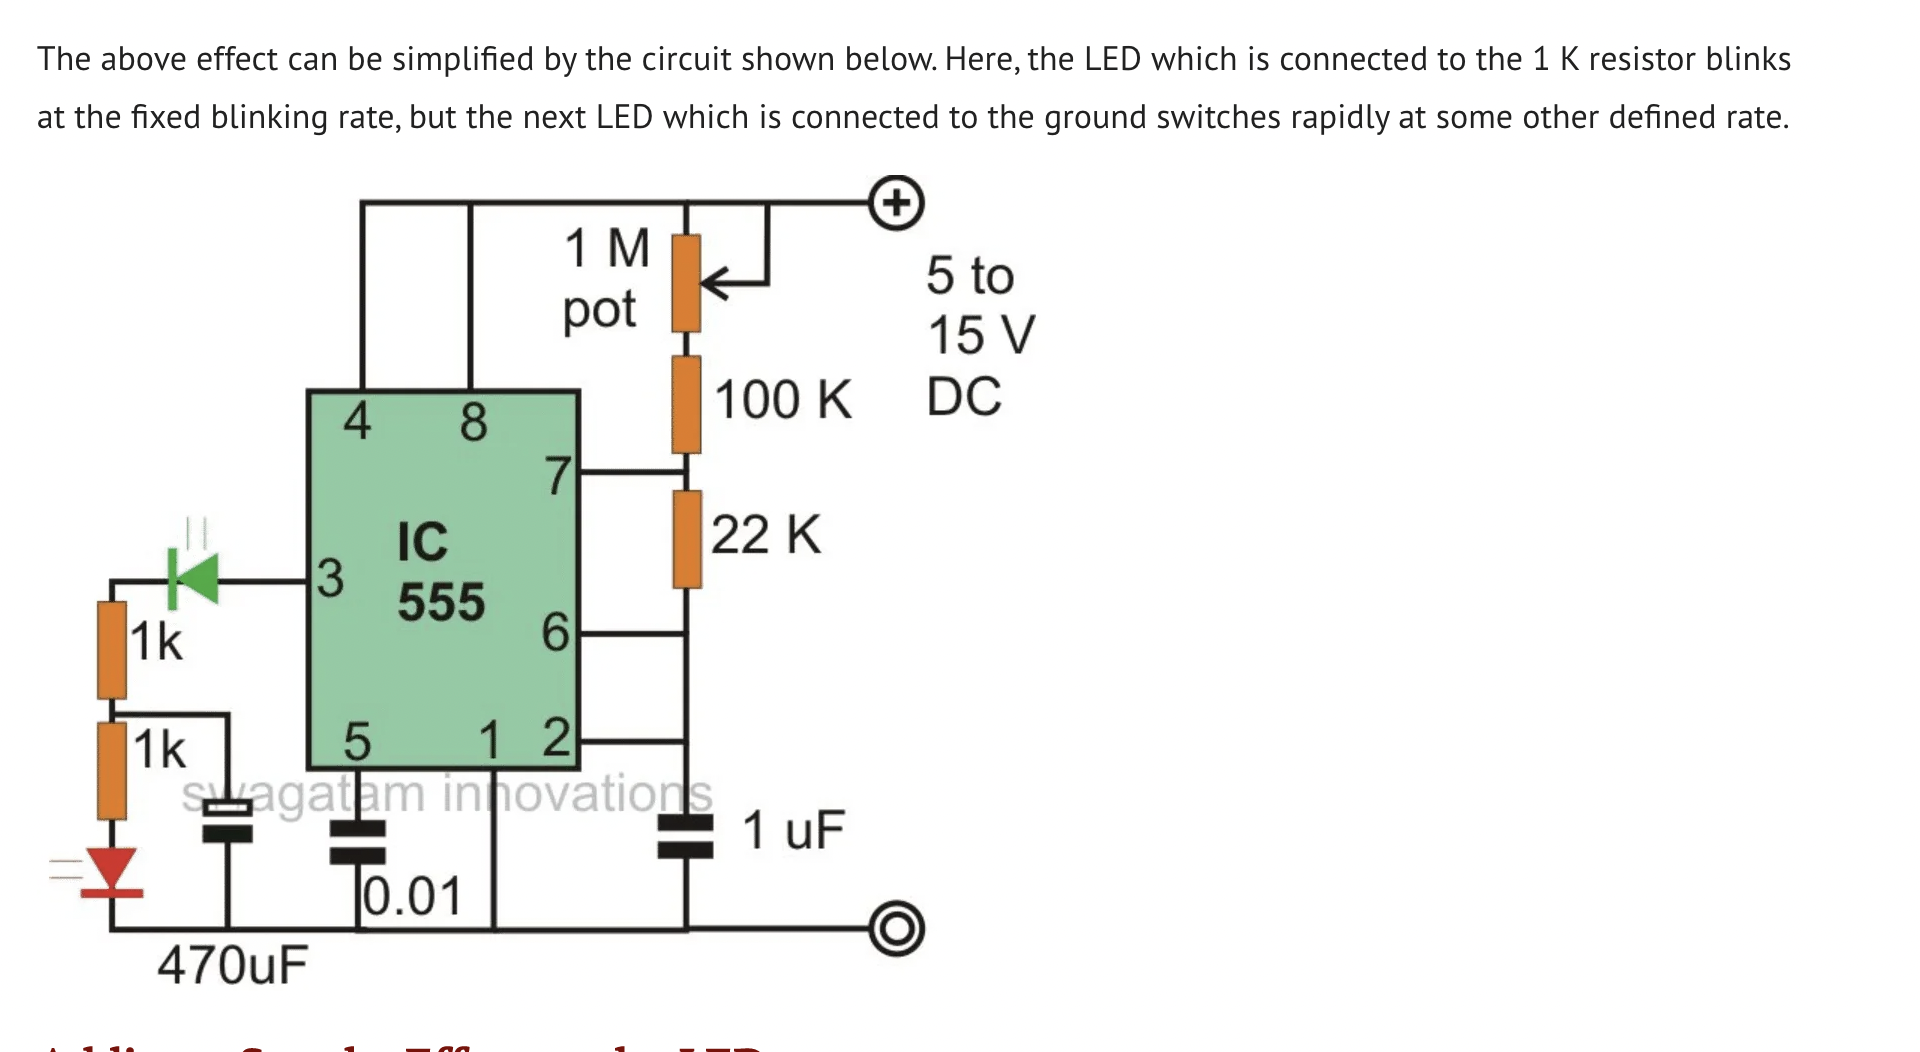 The above effect can be simplified by the circuit shown below. Here, the LED which is connected to the 1 K resistor blinks
at the fixed blinking rate, but the next LED which is connected to the ground switches rapidly at some other defined rate.
+
1 M
pot
5 to
15 V
DC
100 K
4 8
7
22 K
IC
555
3
6
1k
5 1 2
1k
swagatam innovations
1 uF
0.01
470uF